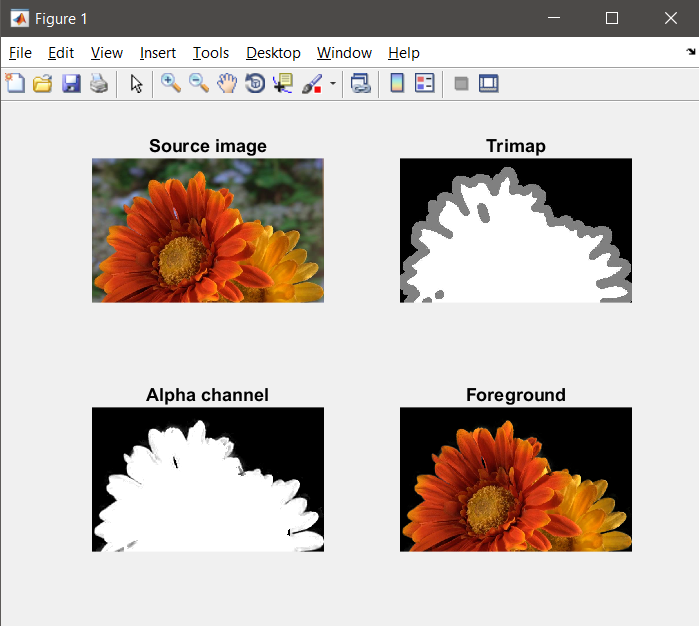 Figure 1
File Edit View Insert Tools Desktop Window Help
Source image Trimap
Alpha channel Foreground